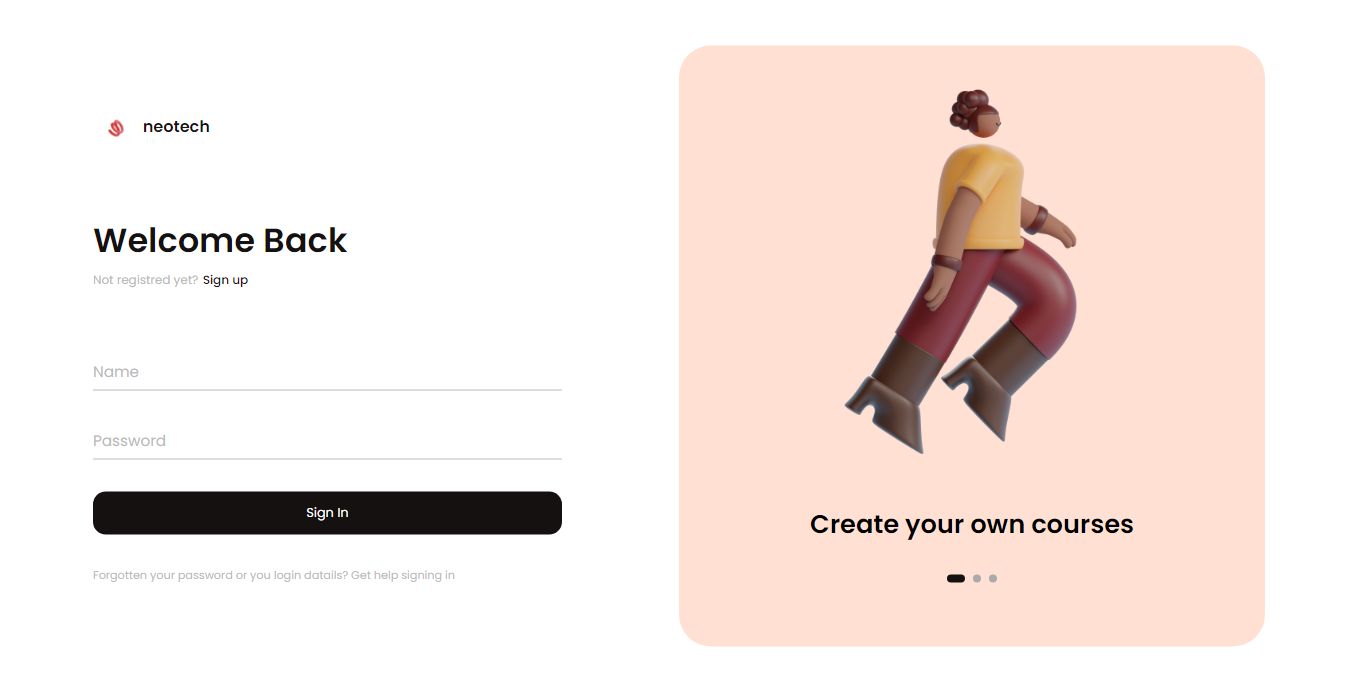 neotech
Welcome Back
Not registred yet? Sign up
Name
Password
Sign In
Forgotten your password or you login datails? Get help signing in
Create your own courses